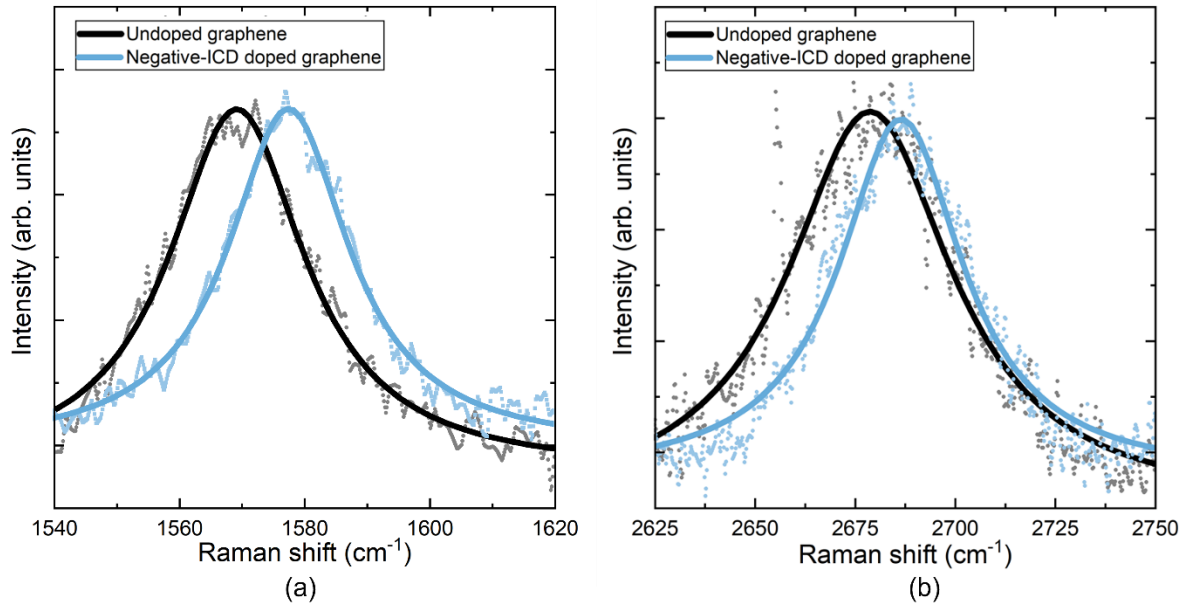 Undoped graphene
Negative-ICD doped graphene
Intensity (arb. units)
1540 1560 1580 1600 1620
Raman shift (cm⁻¹)
(a)
Undoped graphene
Negative-ICD doped graphene
Intensity (arb. units)
2625 2650 2675 2700 2725 2750
Raman shift (cm⁻¹)
(b)